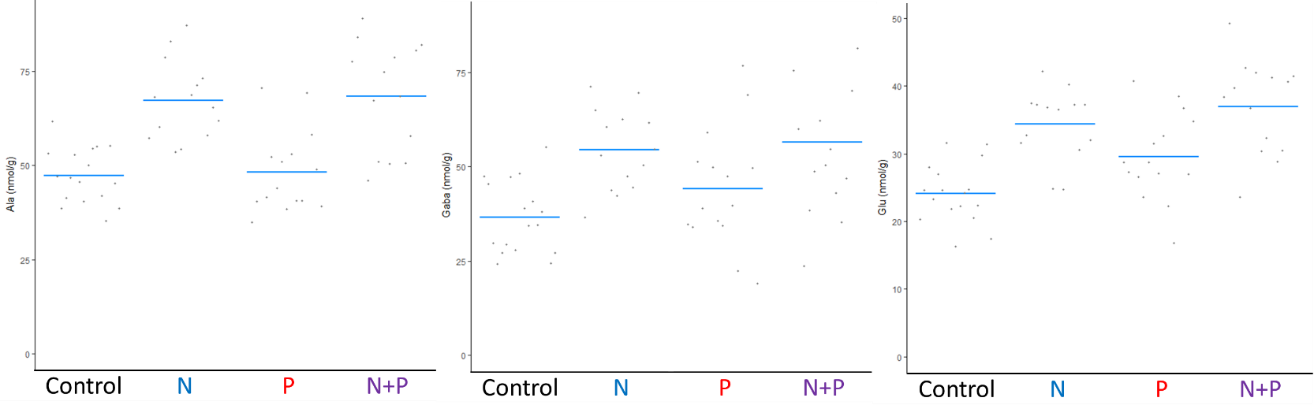 Ala (nmol/g)
75
50
25
0
Control N P N+P
Gaba (nmol/g)
75
50
25
0
Control N P N+P
Glu (nmol/g)
50
40
30
20
10
0
Control N P N+P